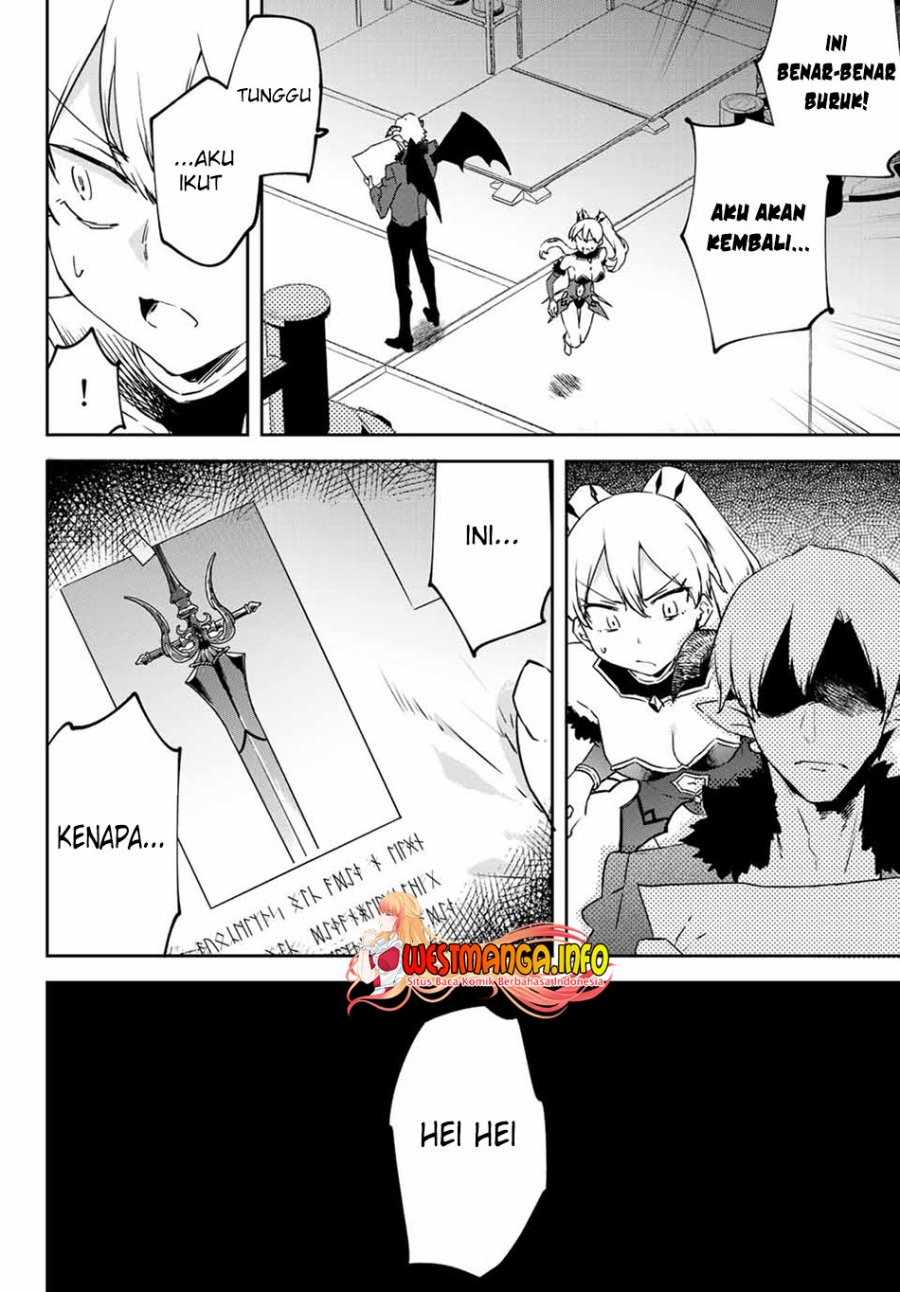 INI
BENAR-BENAR
BURUK!
AKU AKAN
KEMBALI...
TUNGGU
...AKU
IKUT
!
INI...
KENAPA...
WESTMANGA.INFO
Situs Baca Komik Berbahasa Indonesia
HEI HEI